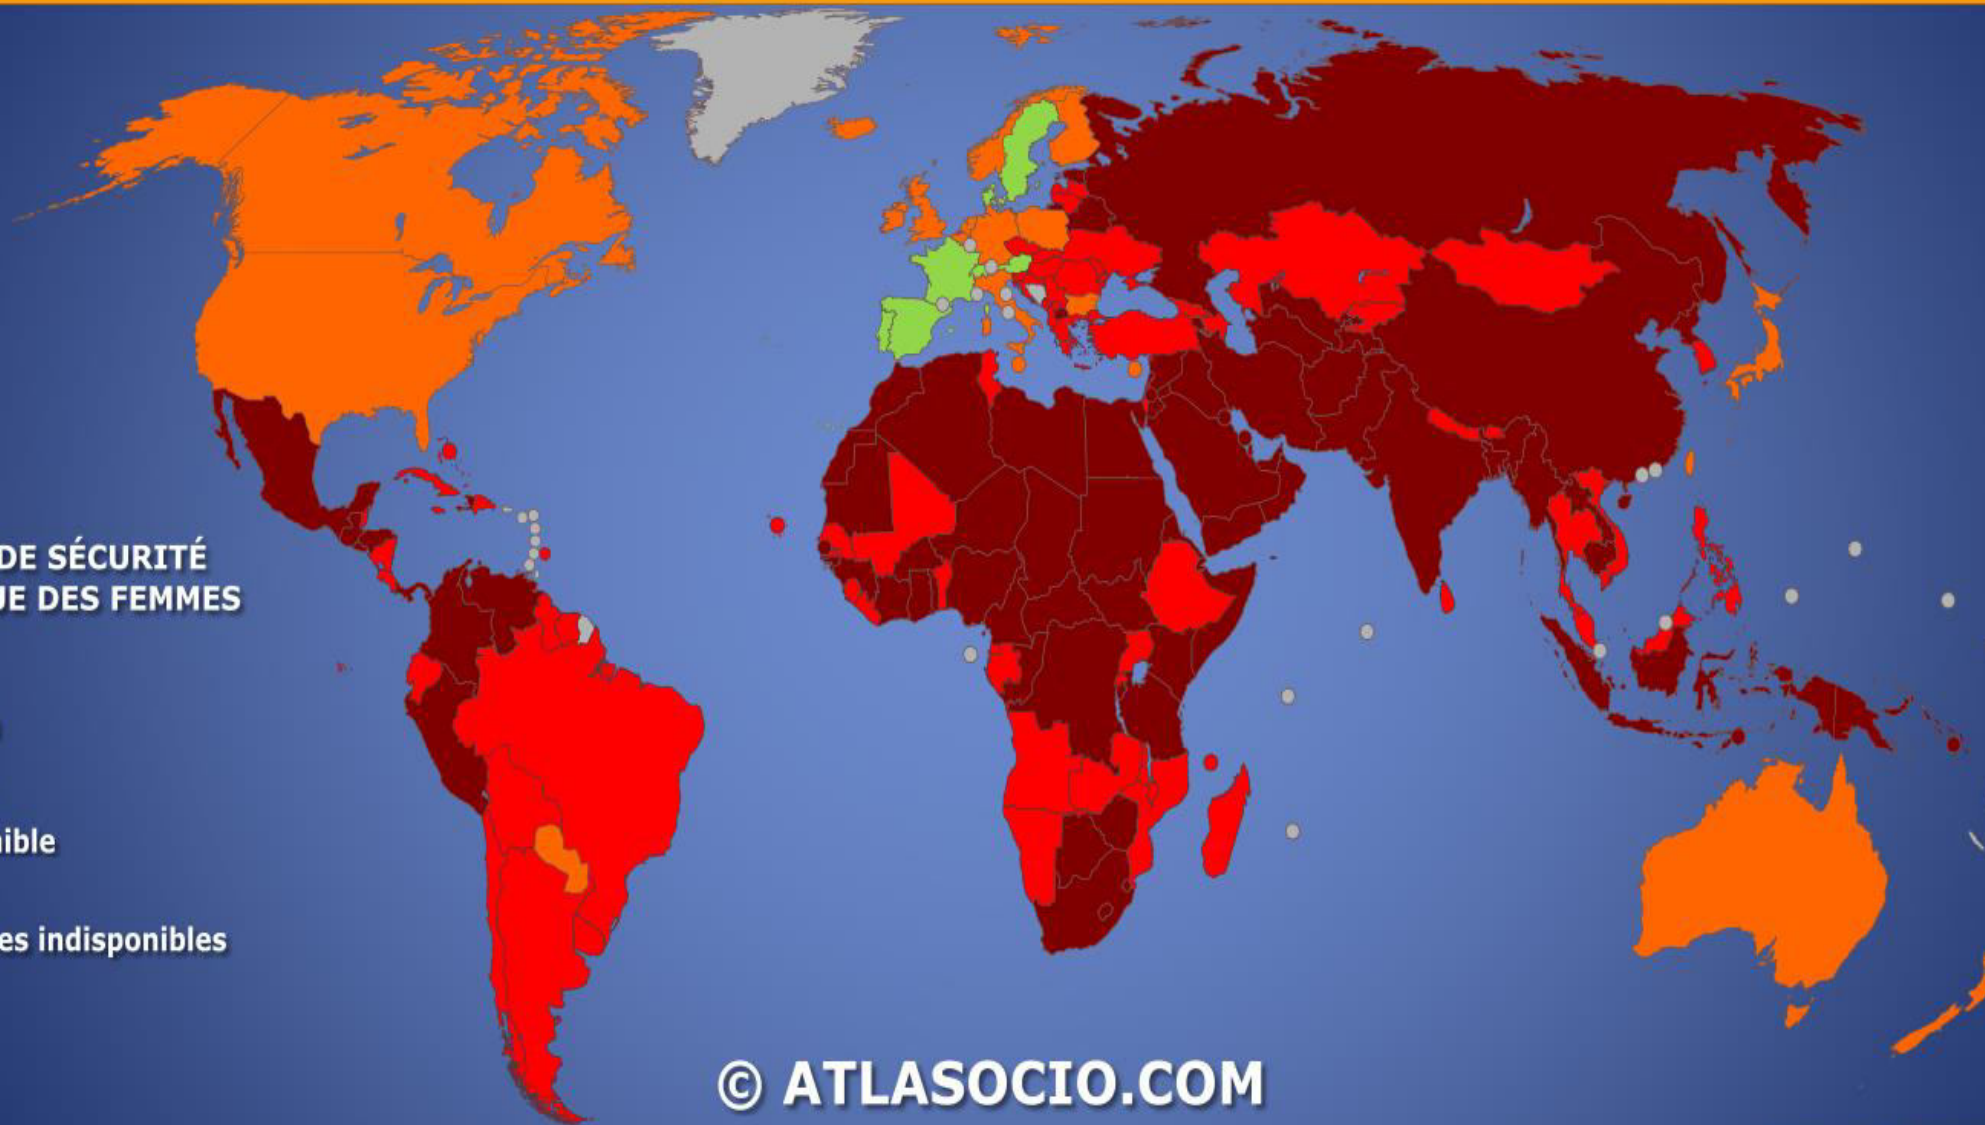 DE SÉCURITÉ
UE DES FEMMES
ible
es indisponibles
© ATLASOCIO.COM